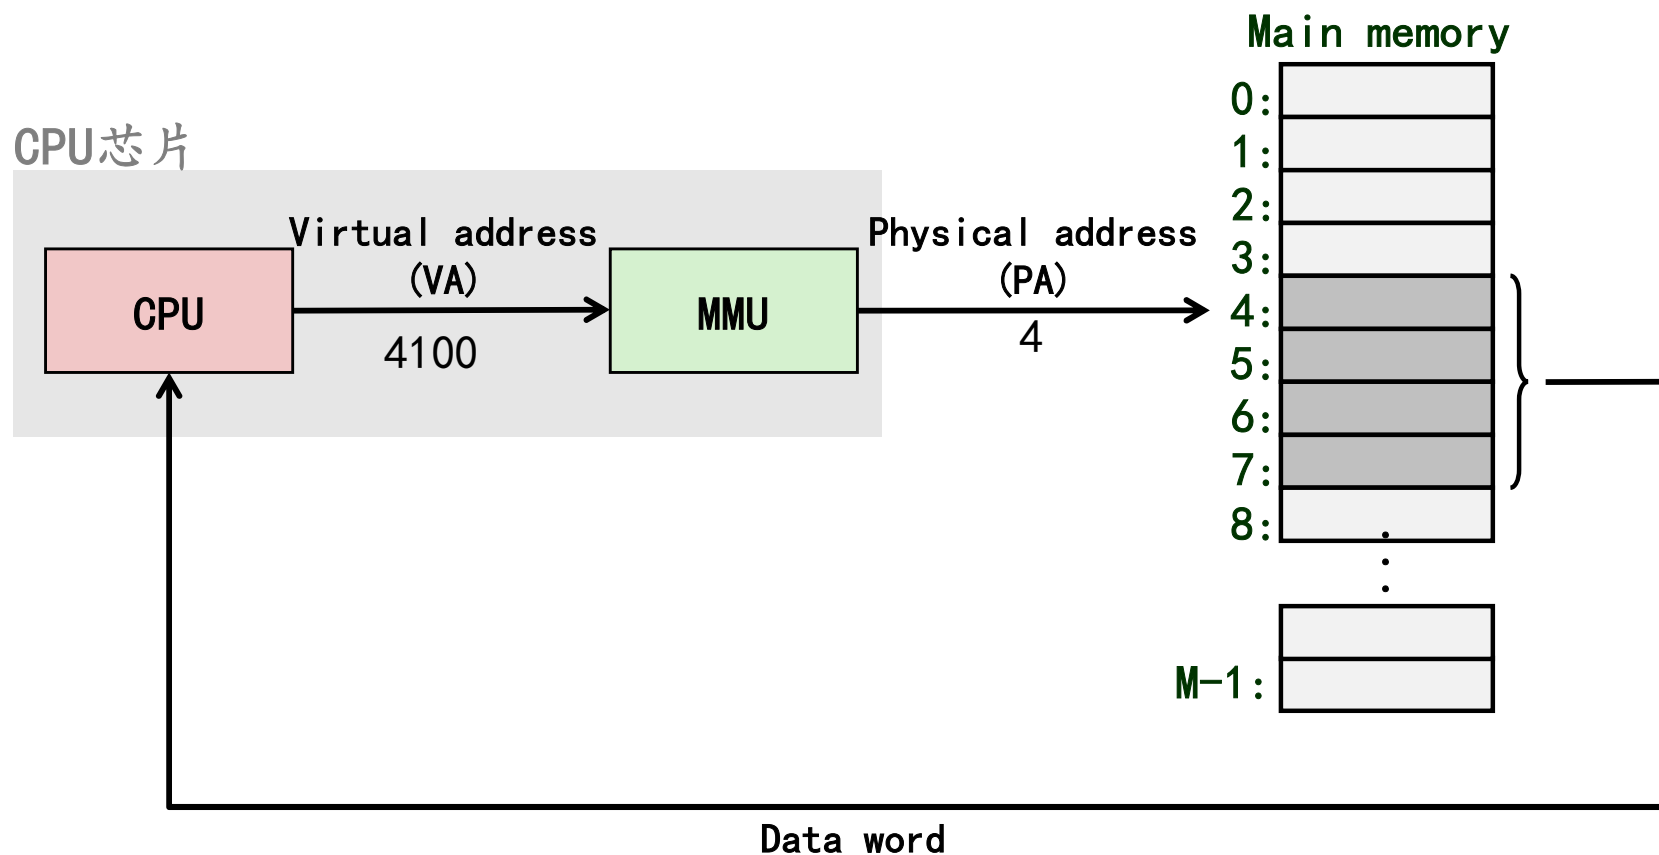 Main memory
0:
1:
2:
3:
4:
5:
6:
7:
8:
M-1:
CPU芯片
Virtual address
(VA)
4100
CPU
MMU
Physical address
(PA)
4
Data word